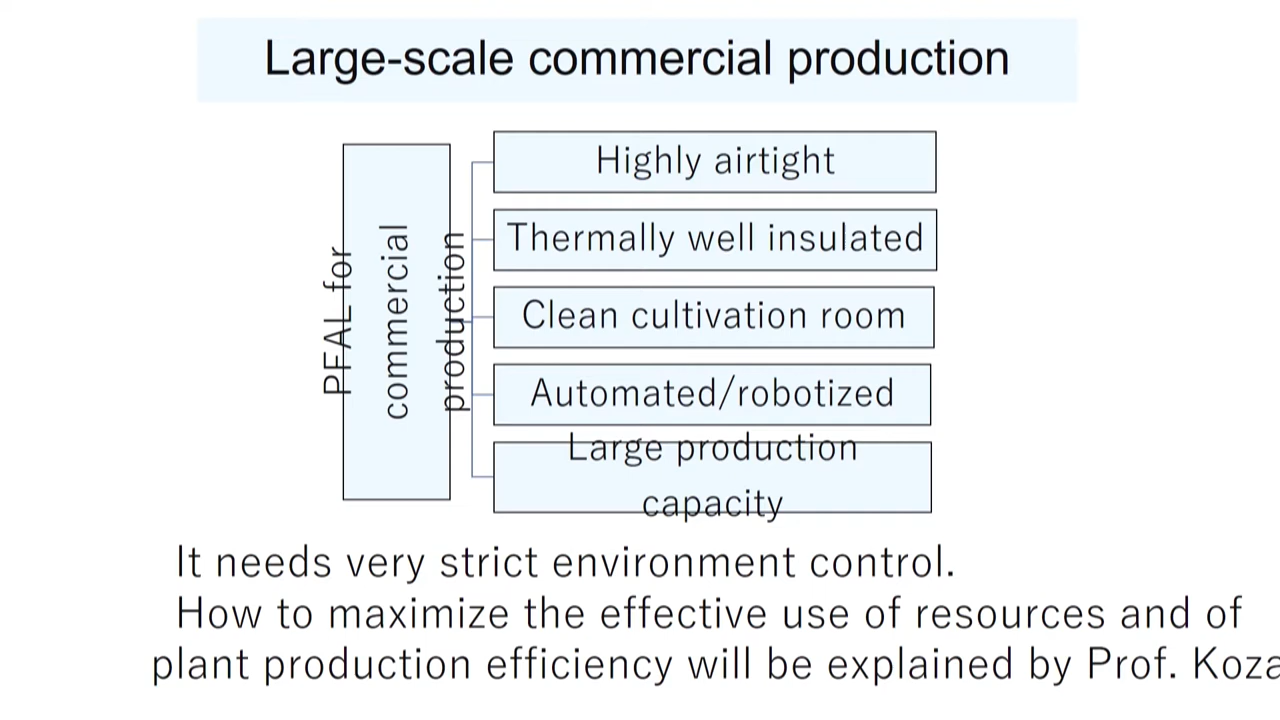 Large-scale commercial production
PFAL for
commercial
production
Highly airtight
Thermally well insulated
Clean cultivation room
Automated/robotized
Large production
capacity
It needs very strict environment control.
How to maximize the effective use of resources and of
plant production efficiency will be explained by Prof. Koza